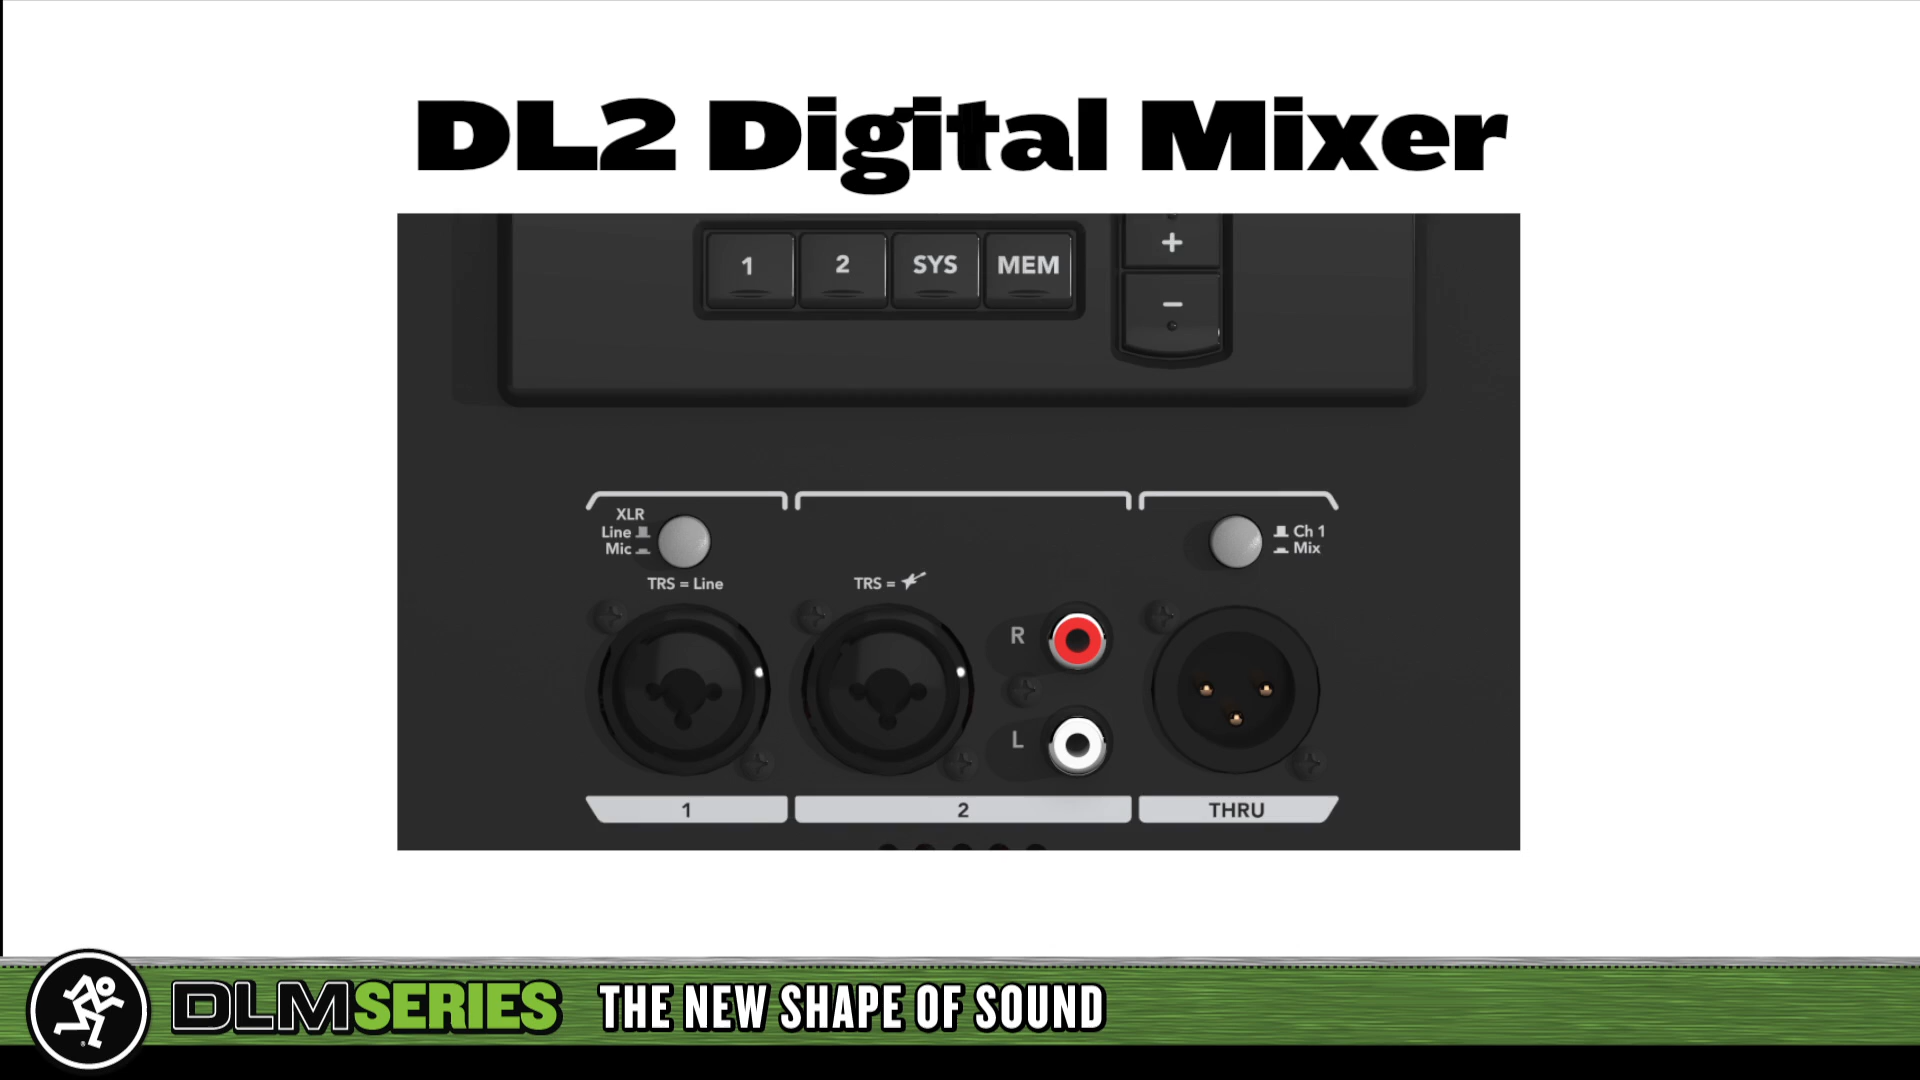 DL2 Digital Mixer
1 2 SYS MEM
+
−
XLR
Line
Mic
TRS = Line
TRS =
Ch 1
Mix
R
L
1 2 THRU
DLMSERIES THE NEW SHAPE OF SOUND